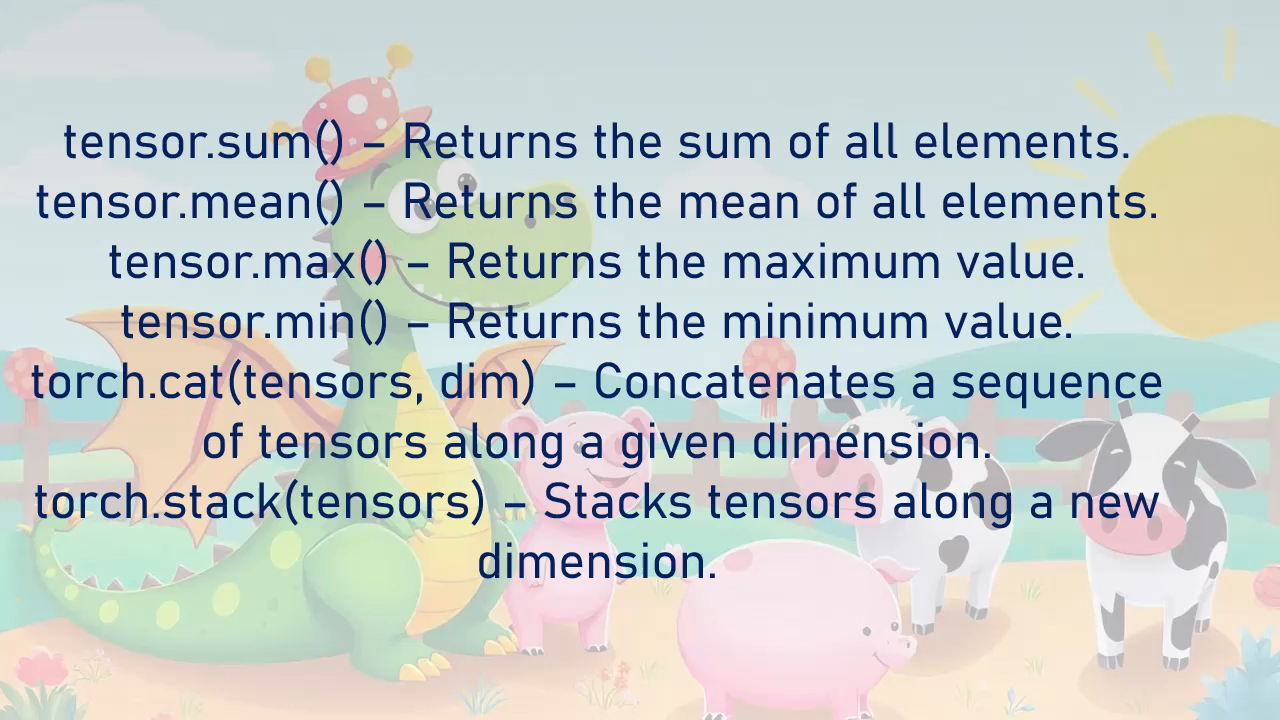 tensor.sum() – Returns the sum of all elements.
tensor.mean() – Returns the mean of all elements.
tensor.max() – Returns the maximum value.
tensor.min() – Returns the minimum value.
torch.cat(tensors, dim) – Concatenates a sequence
of tensors along a given dimension.
torch.stack(tensors) – Stacks tensors along a new
dimension.